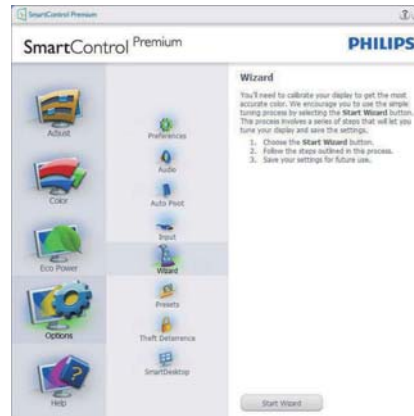 SmartControl Premium
SmartControl Premium
PHILIPS
Adjust
Color
Eco Power
Options
Help
Preferences
Audio
Auto Pivot
Input
Wizard
Presets
Theft Deterrence
SmartDesktop
Wizard
You'll need to calibrate your display to get the most
accurate color. We encourage you to use the simple
tuning process by selecting the Start Wizard button.
This process involves a series of steps that will let you
tune your display and save the settings.
1. Choose the Start Wizard button.
2. Follow the steps outlined in this process.
3. Save your settings for future use.
Start Wizard